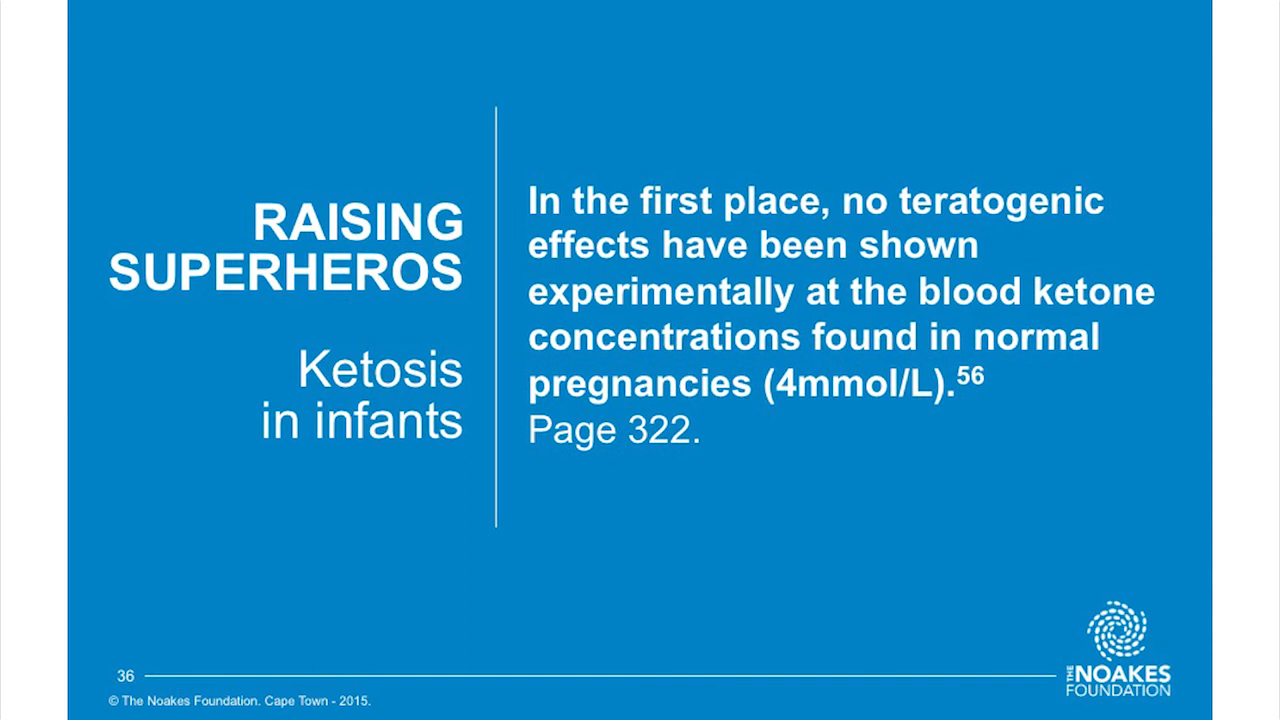 RAISING
SUPERHEROS
Ketosis
in infants
In the first place, no teratogenic
effects have been shown
experimentally at the blood ketone
concentrations found in normal
pregnancies (4mmol/L).⁵⁶
Page 322.
36
© The Noakes Foundation. Cape Town - 2015.
THE NOAKES
FOUNDATION